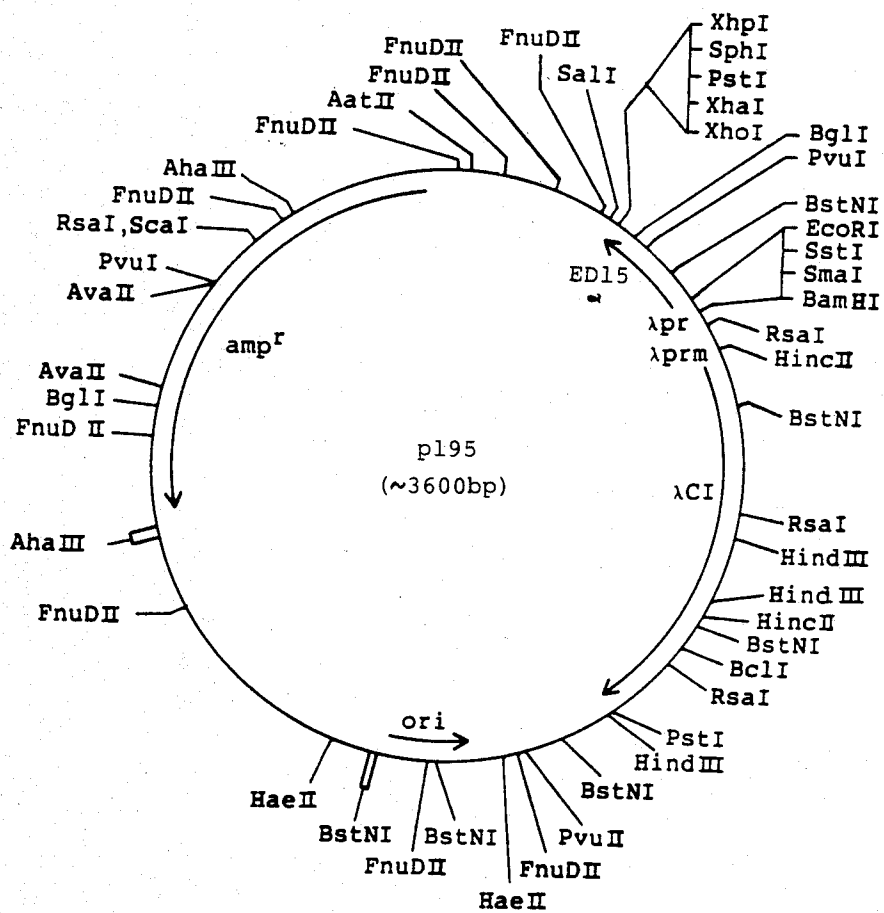 XhpI
SphI
PstI
XhaI
XhoI
FnuDII
FnuDII
SalI
FnuDII
AatII
FnuDII
BglI
PvuI
AhaIII
FnuDII
RsaI,ScaI
BstNI
EcoRI
SstI
SmaI
BamHI
PvuI
AvaII
ED15
λpr
λprm
RsaI
HincII
ampr
AvaII
BglI
FnuD II
BstNI
p195
(~3600bp)
λCI
RsaI
HindIII
AhaIII
HindIII
HincII
BstNI
BclI
RsaI
FnuDII
ori
PstI
HindIII
BstNI
HaeII
BstNI
BstNI
PvuII
FnuDII
FnuDII
HaeII